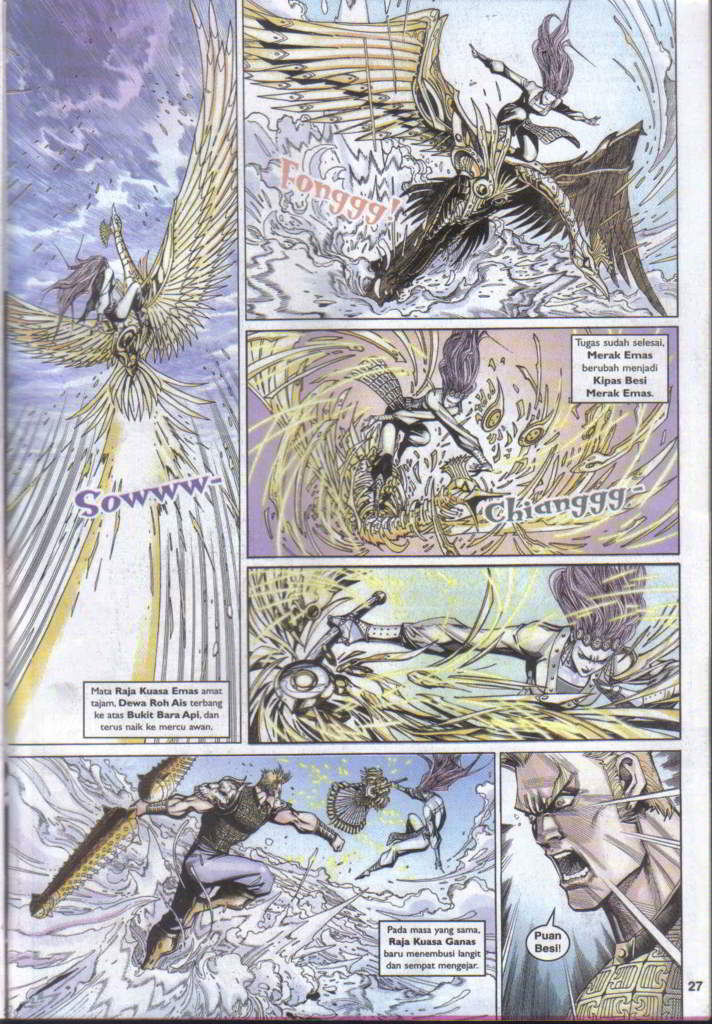 Sowww-
Mata Raja Kuasa Emas amat
tajam, Dewa Roh Ais terbang
ke atas Bukit Bara Api, dan
terus naik ke mercu awan.
Fonggg!
Tugas sudah selesai,
Merak Emas
berubah menjadi
Kipas Besi
Merak Emas.
Chianggg-
Pada masa yang sama,
Raja Kuasa Ganas
baru menembusi langit
dan sempat mengejar.
Puan
Besi!
27